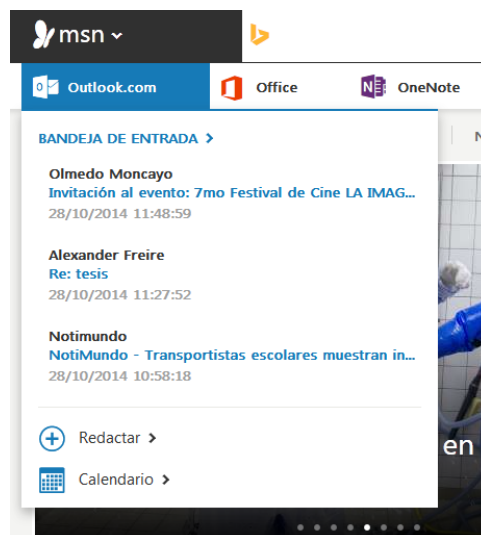 msn
Outlook.com Office OneNote
BANDEJA DE ENTRADA
Olmedo Moncayo
Invitación al evento: 7mo Festival de Cine LA IMAG...
28/10/2014 11:48:59
Alexander Freire
Re: tesis
28/10/2014 11:27:52
Notimundo
NotiMundo - Transportistas escolares muestran in...
28/10/2014 10:58:18
Redactar
en
Calendario